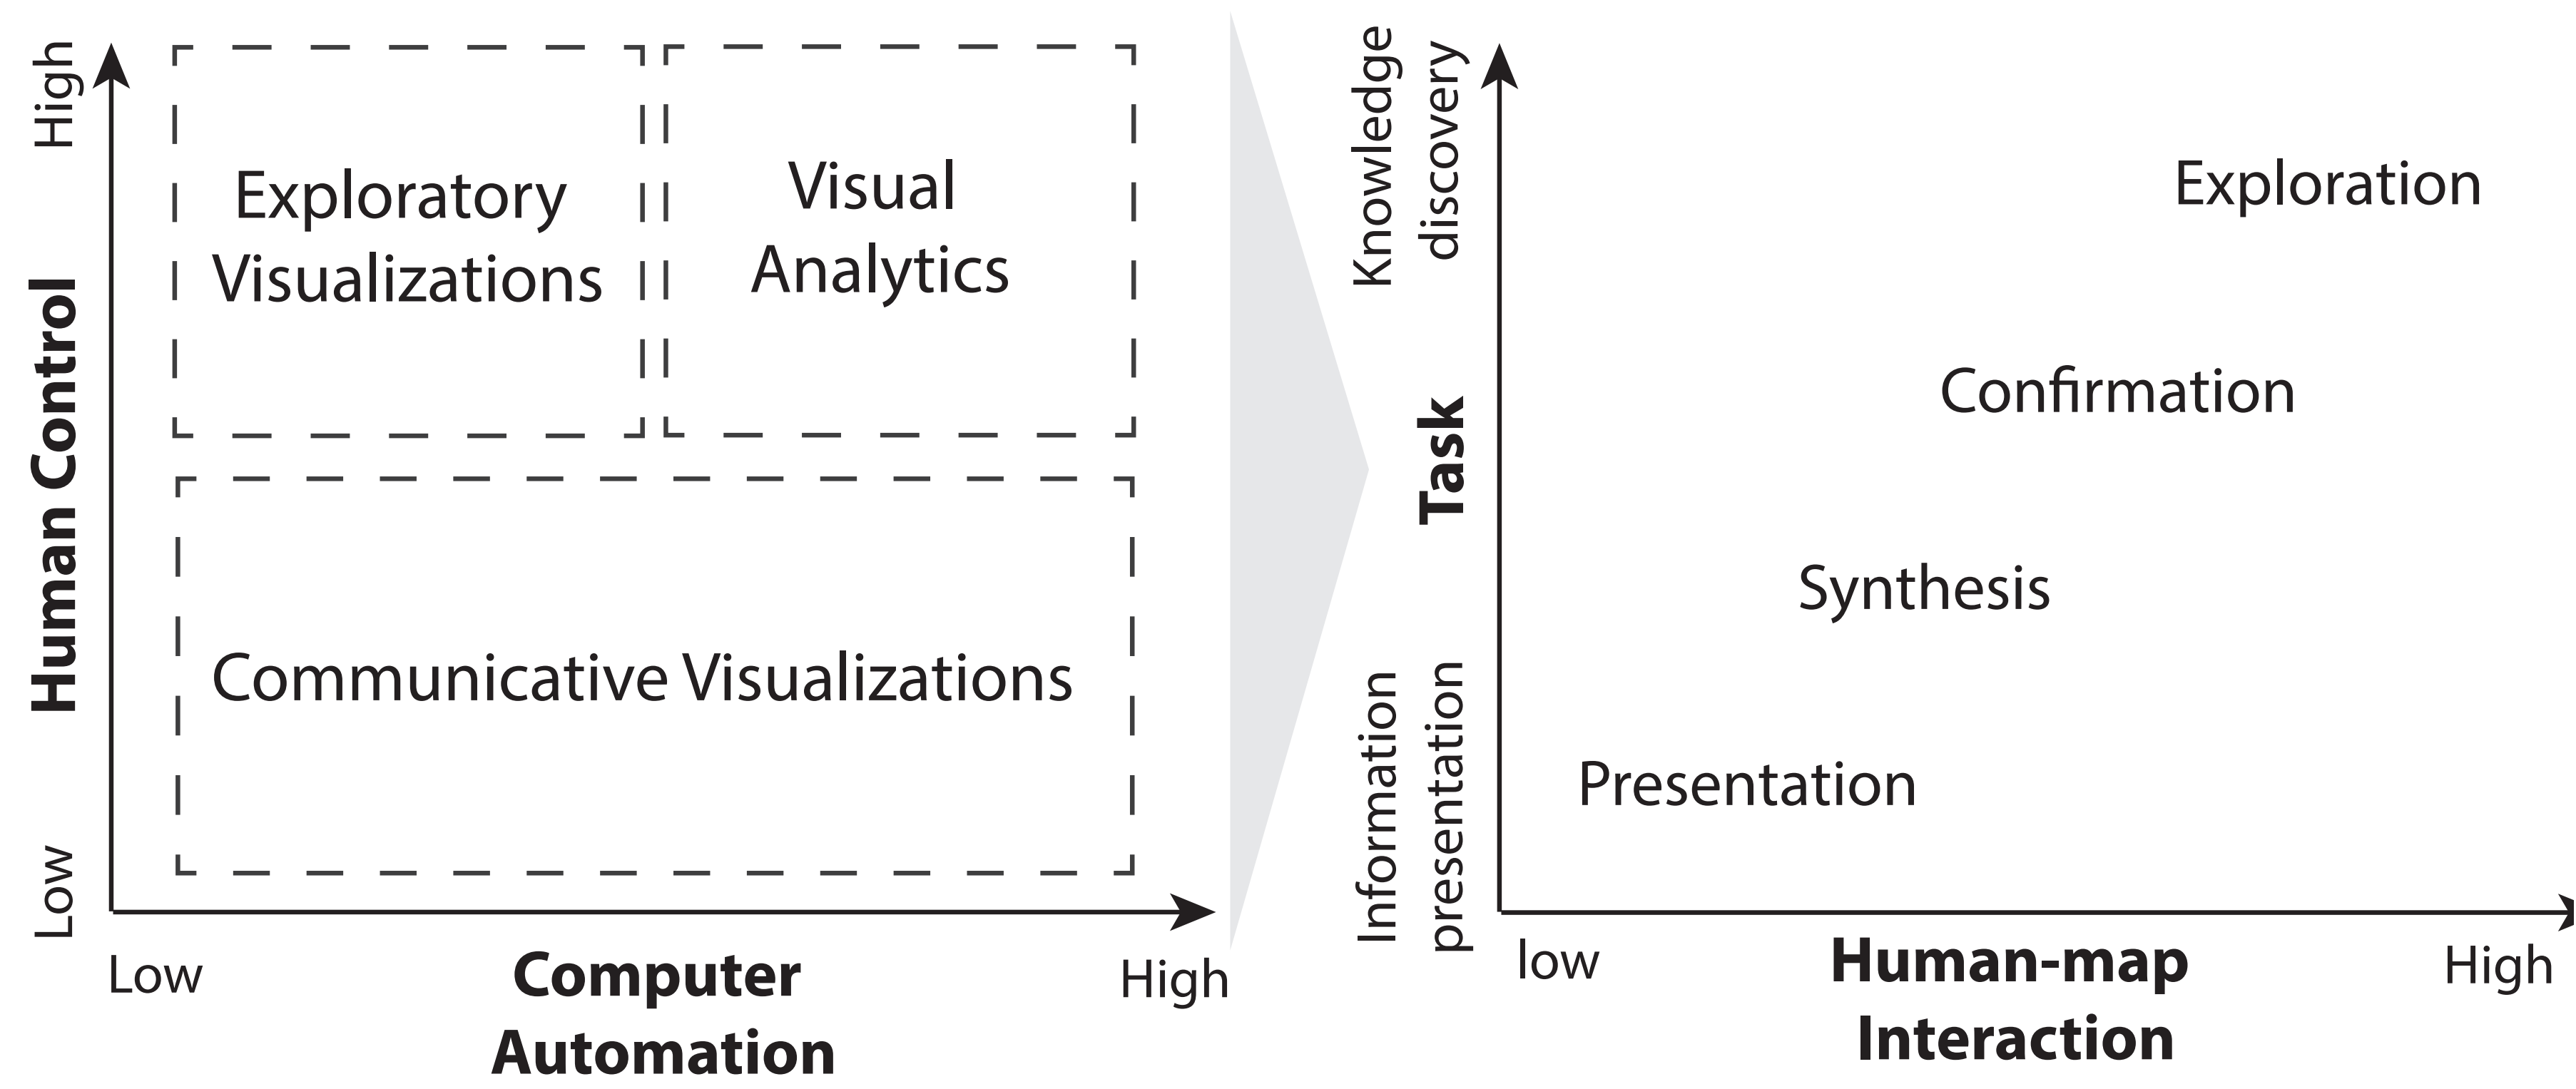 High
Human Control
Low
Exploratory
Visualizations
Visual
Analytics
Communicative Visualizations
Low
Computer
Automation
High
Knowledge
discovery
Task
Information
presentation
Exploration
Confirmation
Synthesis
Presentation
low
Human-map
Interaction
High